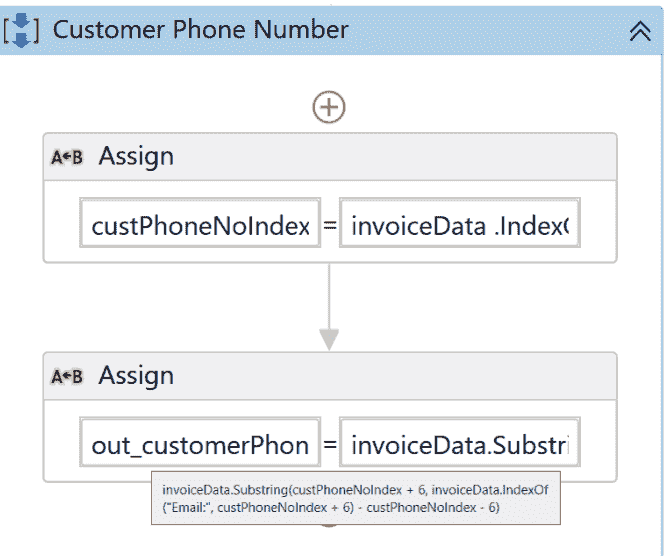 Customer Phone Number
A←B Assign
custPhoneNoIndex = invoiceData .Index
A←B Assign
out_customerPhon = invoiceData.Substri
invoiceData.Substring(custPhoneNoIndex + 6, invoiceData.IndexOf
("Email:", custPhoneNoIndex + 6) - custPhoneNoIndex - 6)